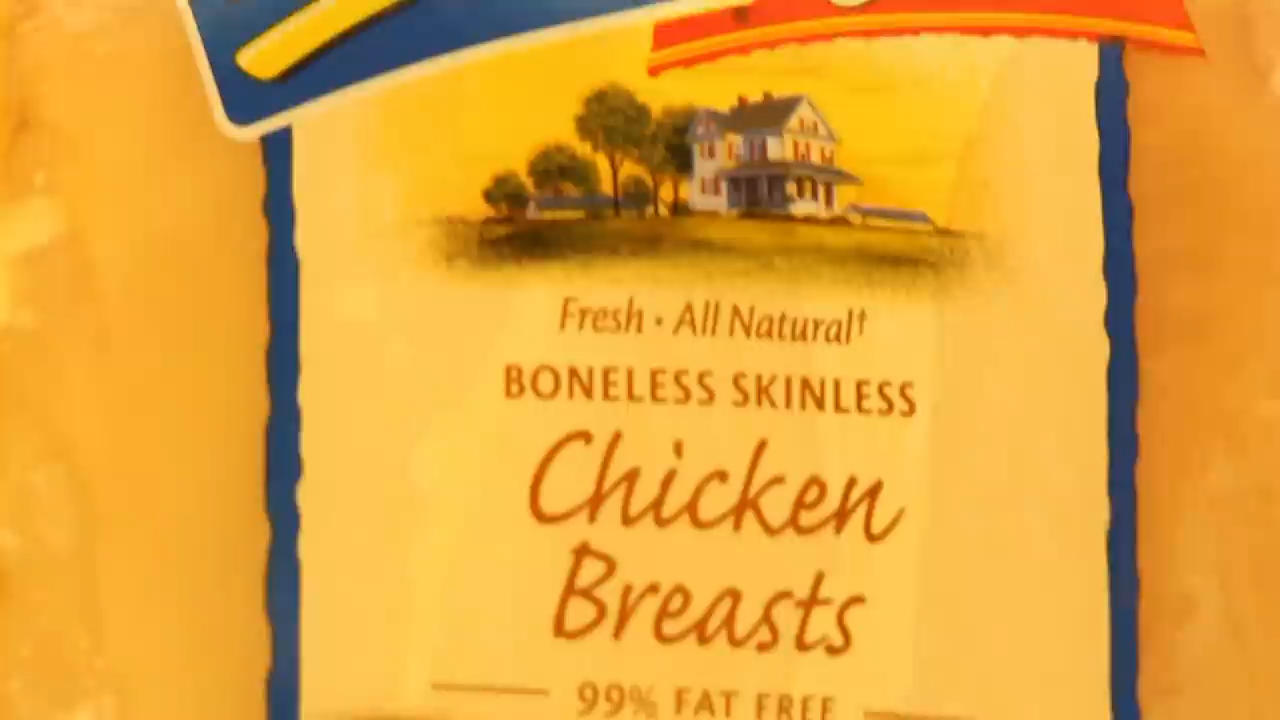 Fresh • All Natural†
BONELESS SKINLESS
Chicken
Breasts
99% FAT FREE